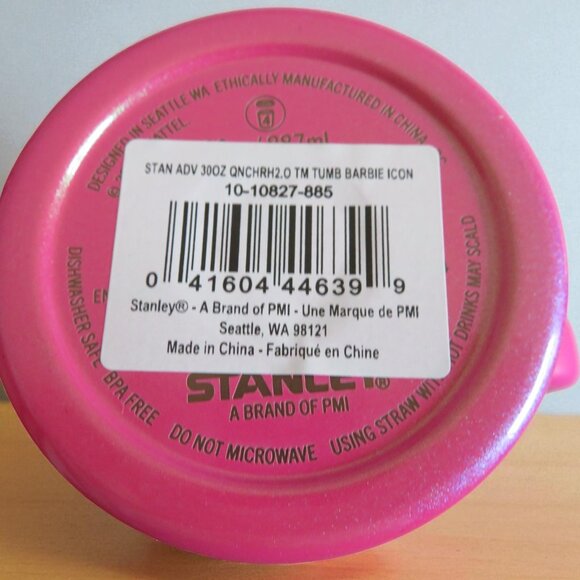 DESIGNED IN SEATTLE WA ETHICALLY MANUFACTURED IN CHINA
MATTEL.
4
887ml
STAN ADV 30OZ QNCHRH2.O TM TUMB BARBIE ICON
10-10827-885
0 41604 44639 9
Stanley® - A Brand of PMI - Une Marque de PMI
Seattle, WA 98121
Made in China - Fabriqué en Chine
STANLEY®
A BRAND OF PMI
DISHWASHER SAFE BPA FREE DO NOT MICROWAVE USING STRAW WITH HOT DRINKS MAY SCALD